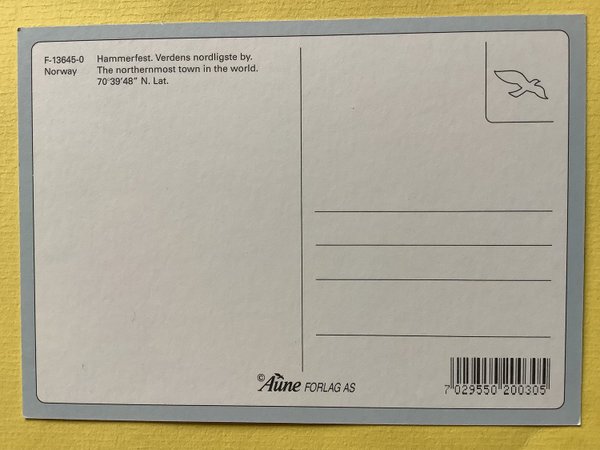 F-13645-0 Hammerfest. Verdens nordligste by.
Norway The northernmost town in the world.
70°39'48" N. Lat.
© Aune FORLAG AS
7 029550 200305